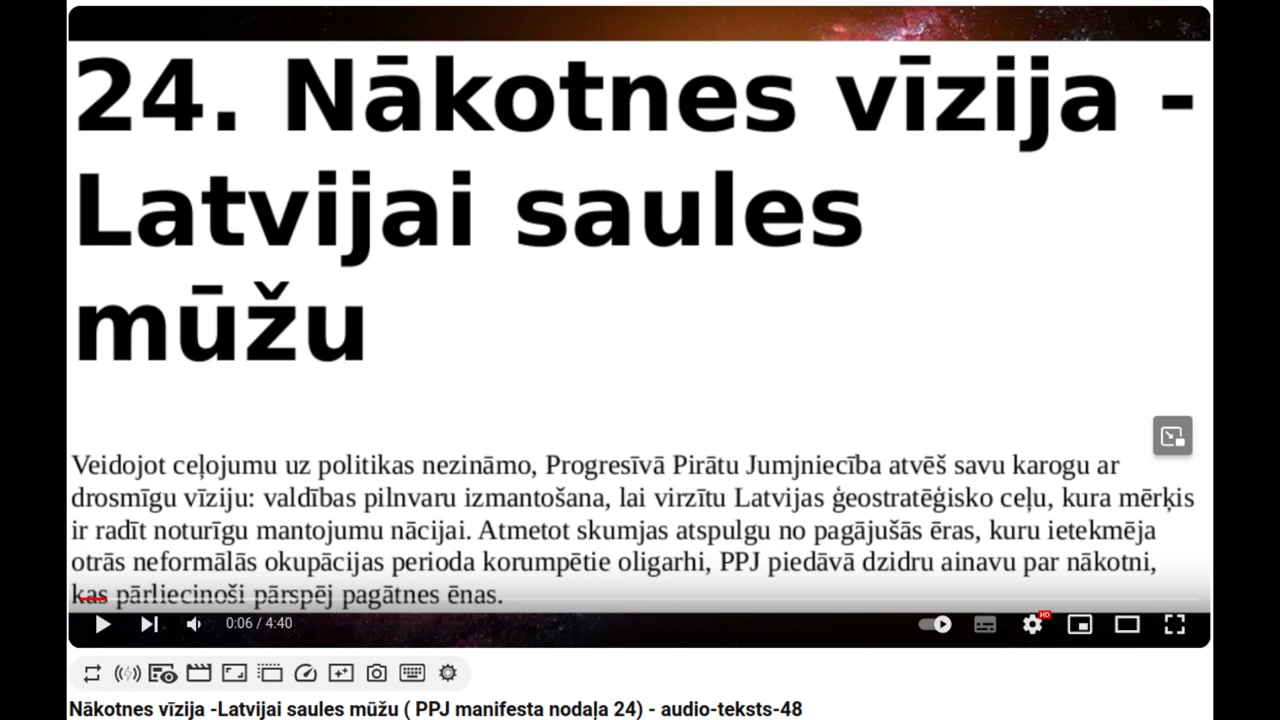 24. Nākotnes vīzija -
Latvijai saules
mūžu
Veidojot ceļojumu uz politikas nezināmo, Progresīvā Pirātu Jumjniecība atvēš savu karogu ar
drosmīgu vīziju: valdības pilnvaru izmantošana, lai virzītu Latvijas ģeostratēģisko ceļu, kura mērķis
ir radīt noturīgu mantojumu nācijai. Atmetot skumjas atspulgu no pagājušās ēras, kuru ietekmēja
otrās neformālās okupācijas perioda korumpētie oligarhi, PPJ piedāvā dzidru ainavu par nākotni,
kas pārliecinoši pārspēj pagātnes ēnas.
0:06 / 4:40
HD
Nākotnes vīzija -Latvijai saules mūžu ( PPJ manifesta nodaļa 24) - audio-teksts-48